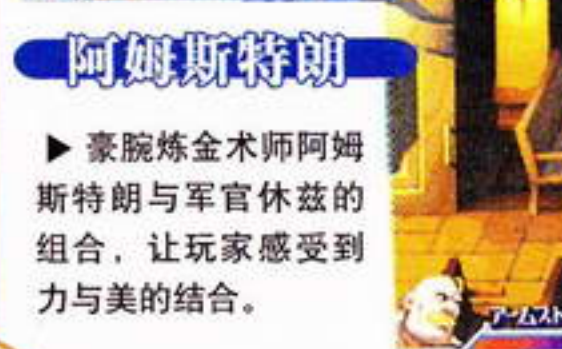 阿姆斯特朗
▶ 豪腕炼金术师阿姆
斯特朗与军官休兹的
组合，让玩家感受到
力与美的结合。
アームスト